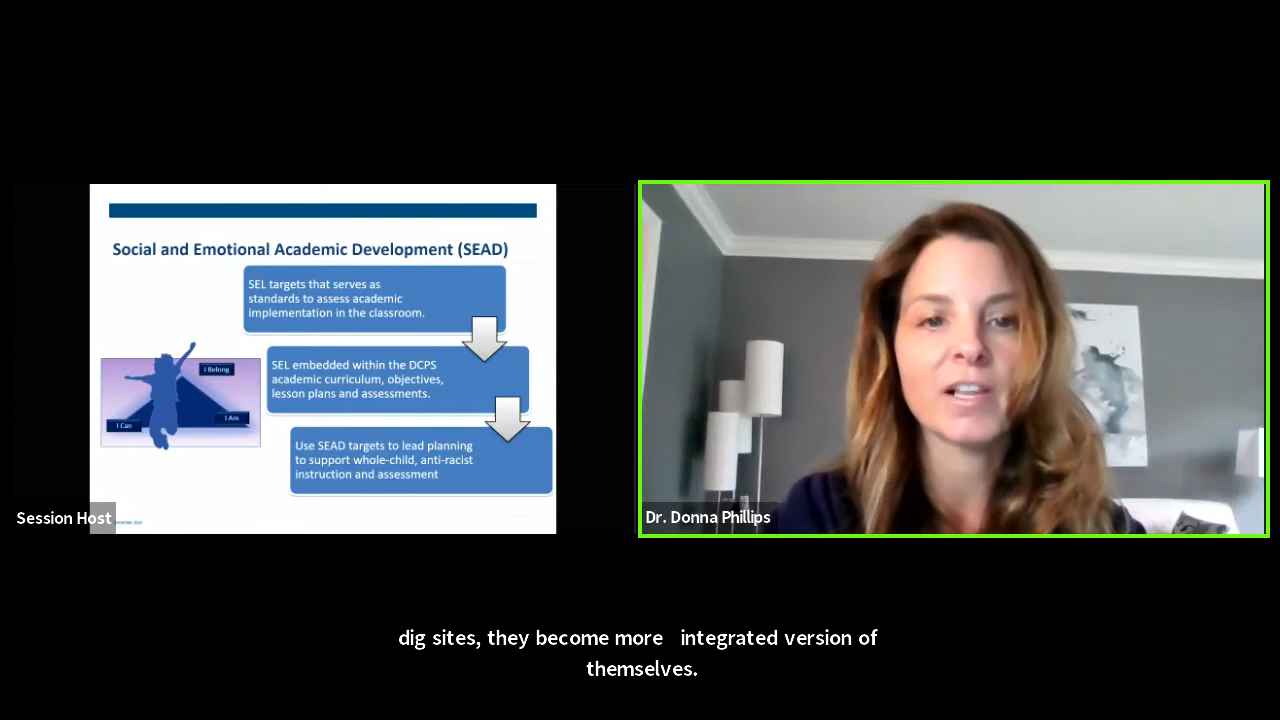 Social and Emotional Academic Development (SEAD)
SEL targets that serves as
standards to assess academic
implementation in the classroom.
SEL embedded within the DCPS
academic curriculum, objectives,
lesson plans and assessments.
Use SEAD targets to lead planning
to support whole-child, anti-racist
instruction and assessment
I Belong
I Can
I Am
Session Host
Dr. Donna Phillips
dig sites, they become more integrated version of
themselves.